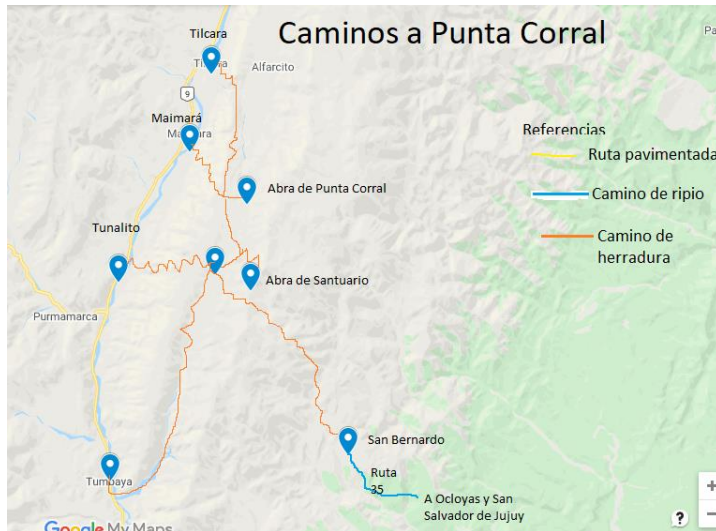 Caminos a Punta Corral
Tilcara
Alfarcito
9
Maimará
Referencias
Ruta pavimentada
Camino de ripio
Camino de
herradura
Abra de Punta Corral
Tunalito
Abra de Santuario
Purmamarca
San Bernardo
Ruta
35
A Ocloyas y San
Salvador de Jujuy
Tumbaya
Google My Maps
+
?
−